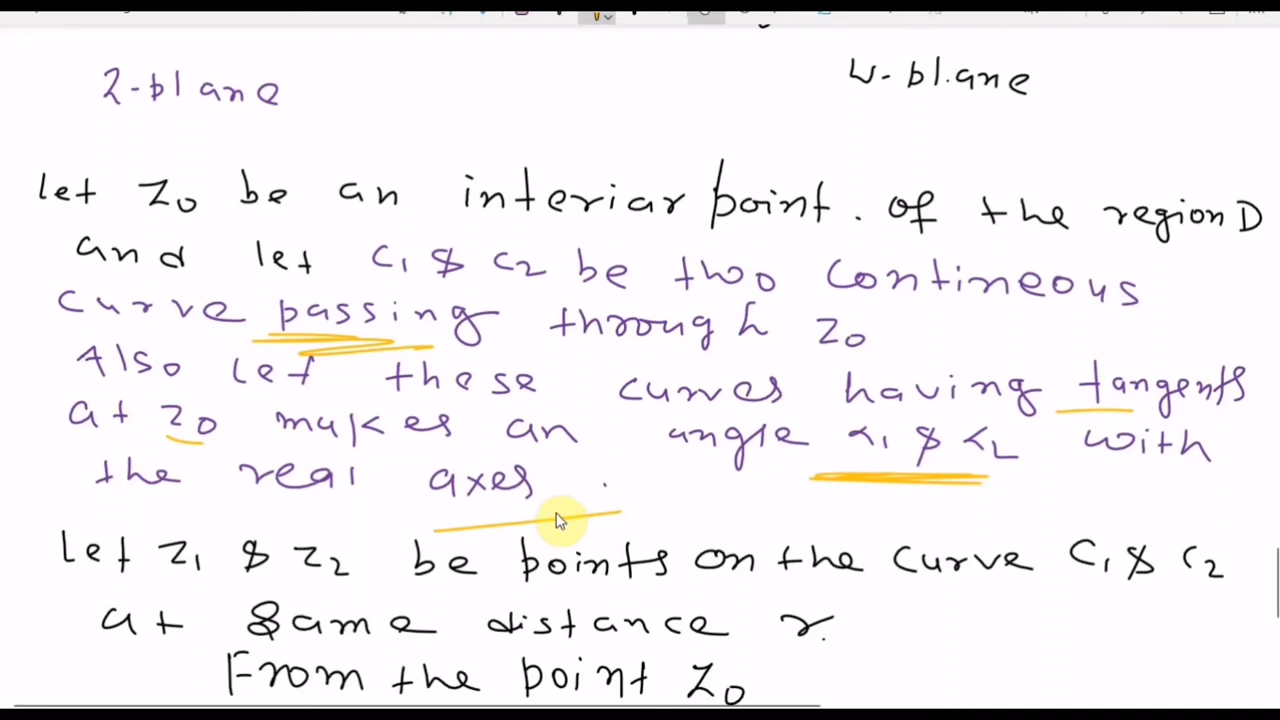 Z-plane
W-plane
let Z₀ be an interiar point. of the region D
and let C₁ & C₂ be two contineous
curve passing through Z₀
Also let these curves having tangents
at Z₀ makes an angle α₁ & α₂ with
the real axes.
Let Z₁ & Z₂ be points on the curve C₁ & C₂
at same distance r.
From the point Z₀